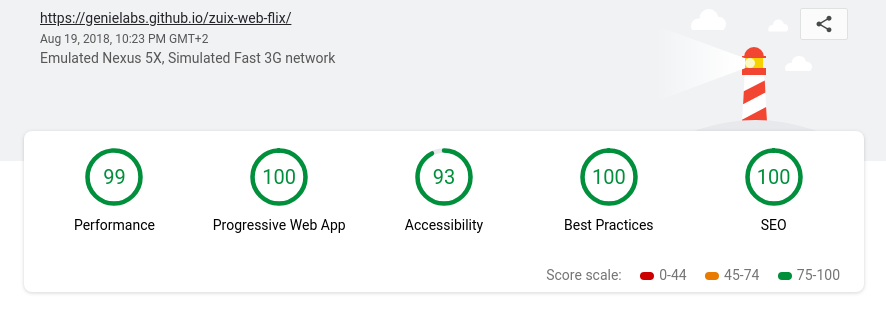 https://genielabs.github.io/zuix-web-flix/
Aug 19, 2018, 10:23 PM GMT+2
Emulated Nexus 5X, Simulated Fast 3G network
99 100 93 100 100
Performance Progressive Web App Accessibility Best Practices SEO
Score scale: 0-44 45-74 75-100